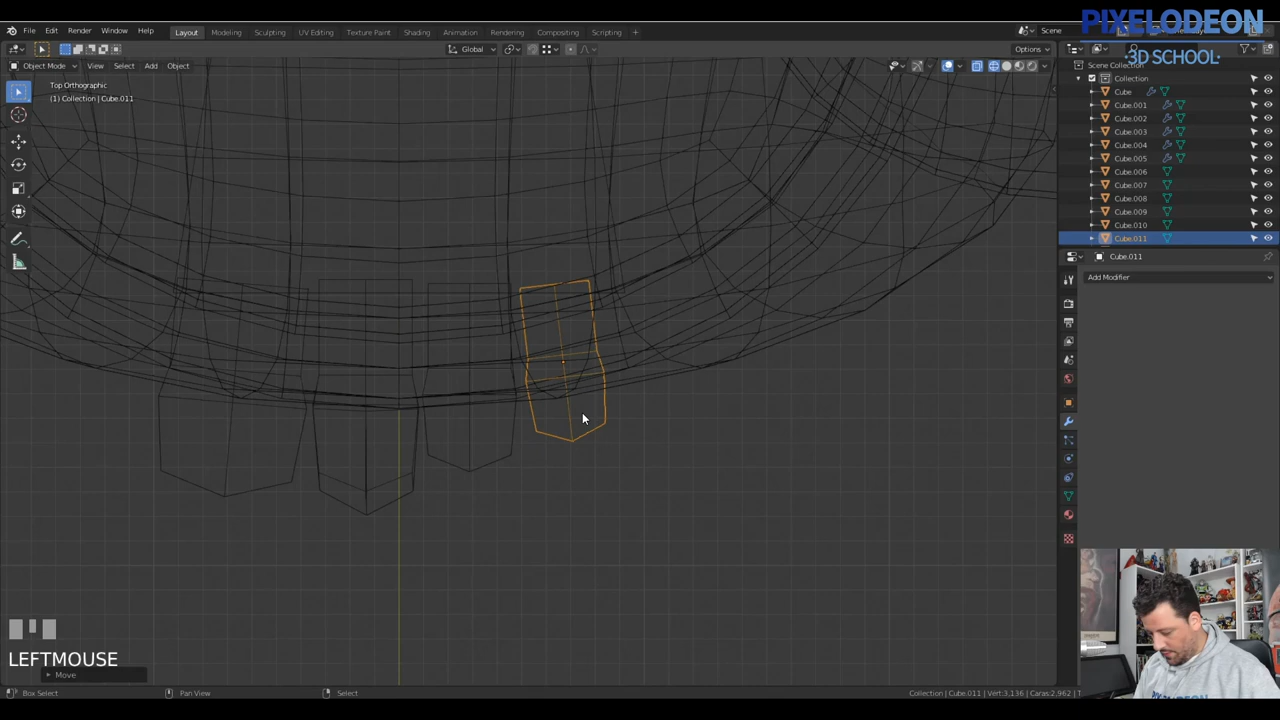 PIXELODEON
·3D SCHOOL·
File Edit Render Window Help
Layout Modeling Sculpting UV Editing Texture Paint Shading Animation Rendering Compositing Scripting +
Scene
Global
Options
Object Mode View Select Add Object
Top Orthographic
(1) Collection | Cube.011
Scene Collection
Collection
Cube
Cube.001
Cube.002
Cube.003
Cube.004
Cube.005
Cube.006
Cube.007
Cube.008
Cube.009
Cube.010
Cube.011
Cube.011
Add Modifier
LEFTMOUSE
Move
Box Select Pan View Select
Collection | Cube.011 | Vert:3,136 | Caras:2,962 | T